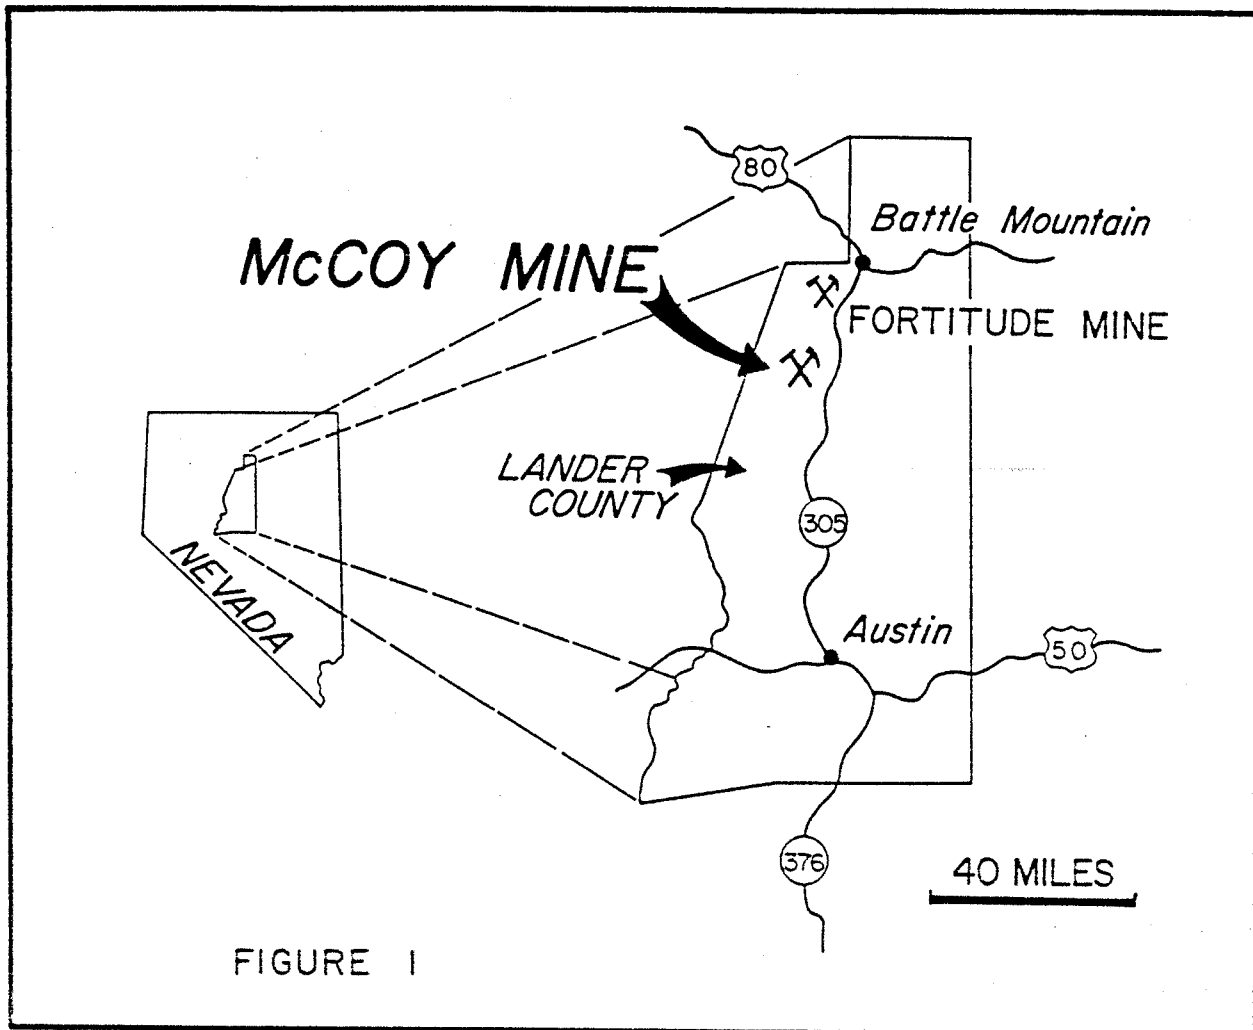 80
Battle Mountain
McCOY MINE
FORTITUDE MINE
LANDER
COUNTY
305
NEVADA
Austin
50
376
40 MILES
FIGURE 1